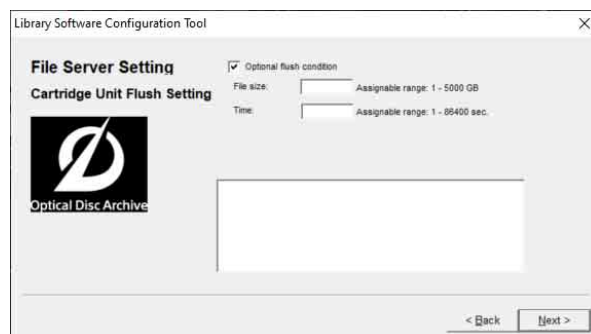 Library Software Configuration Tool
File Server Setting
Cartridge Unit Flush Setting
Optional flush condition
File size: Assignable range: 1 - 5000 GB
Time: Assignable range: 1 - 86400 sec.
Optical Disc Archive
< Back Next >